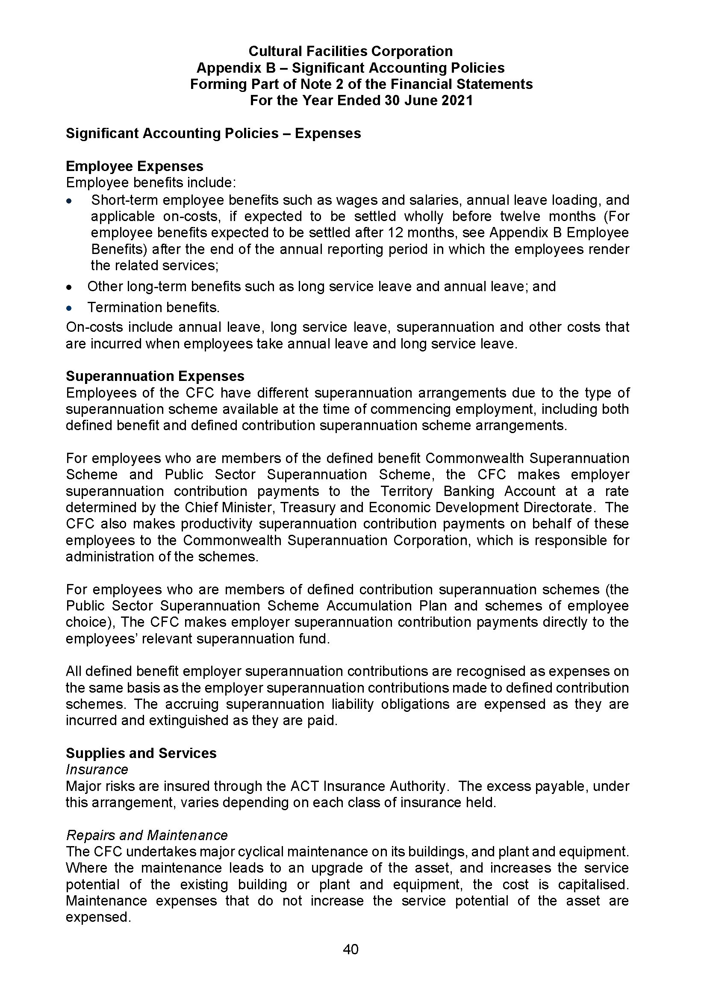 Cultural Facilities Corporation
Appendix B – Significant Accounting Policies
Forming Part of Note 2 of the Financial Statements
For the Year Ended 30 June 2021
Significant Accounting Policies – Expenses
Employee Expenses
Employee benefits include:
• Short-term employee benefits such as wages and salaries, annual leave loading, and
applicable on-costs, if expected to be settled wholly before twelve months (For
employee benefits expected to be settled after 12 months, see Appendix B Employee
Benefits) after the end of the annual reporting period in which the employees render
the related services;
• Other long-term benefits such as long service leave and annual leave; and
• Termination benefits.
On-costs include annual leave, long service leave, superannuation and other costs that
are incurred when employees take annual leave and long service leave.
Superannuation Expenses
Employees of the CFC have different superannuation arrangements due to the type of
superannuation scheme available at the time of commencing employment, including both
defined benefit and defined contribution superannuation scheme arrangements.
For employees who are members of the defined benefit Commonwealth Superannuation
Scheme and Public Sector Superannuation Scheme, the CFC makes employer
superannuation contribution payments to the Territory Banking Account at a rate
determined by the Chief Minister, Treasury and Economic Development Directorate. The
CFC also makes productivity superannuation contribution payments on behalf of these
employees to the Commonwealth Superannuation Corporation, which is responsible for
administration of the schemes.
For employees who are members of defined contribution superannuation schemes (the
Public Sector Superannuation Scheme Accumulation Plan and schemes of employee
choice), The CFC makes employer superannuation contribution payments directly to the
employees’ relevant superannuation fund.
All defined benefit employer superannuation contributions are recognised as expenses on
the same basis as the employer superannuation contributions made to defined contribution
schemes. The accruing superannuation liability obligations are expensed as they are
incurred and extinguished as they are paid.
Supplies and Services
Insurance
Major risks are insured through the ACT Insurance Authority. The excess payable, under
this arrangement, varies depending on each class of insurance held.
Repairs and Maintenance
The CFC undertakes major cyclical maintenance on its buildings, and plant and equipment.
Where the maintenance leads to an upgrade of the asset, and increases the service
potential of the existing building or plant and equipment, the cost is capitalised.
Maintenance expenses that do not increase the service potential of the asset are
expensed.
40